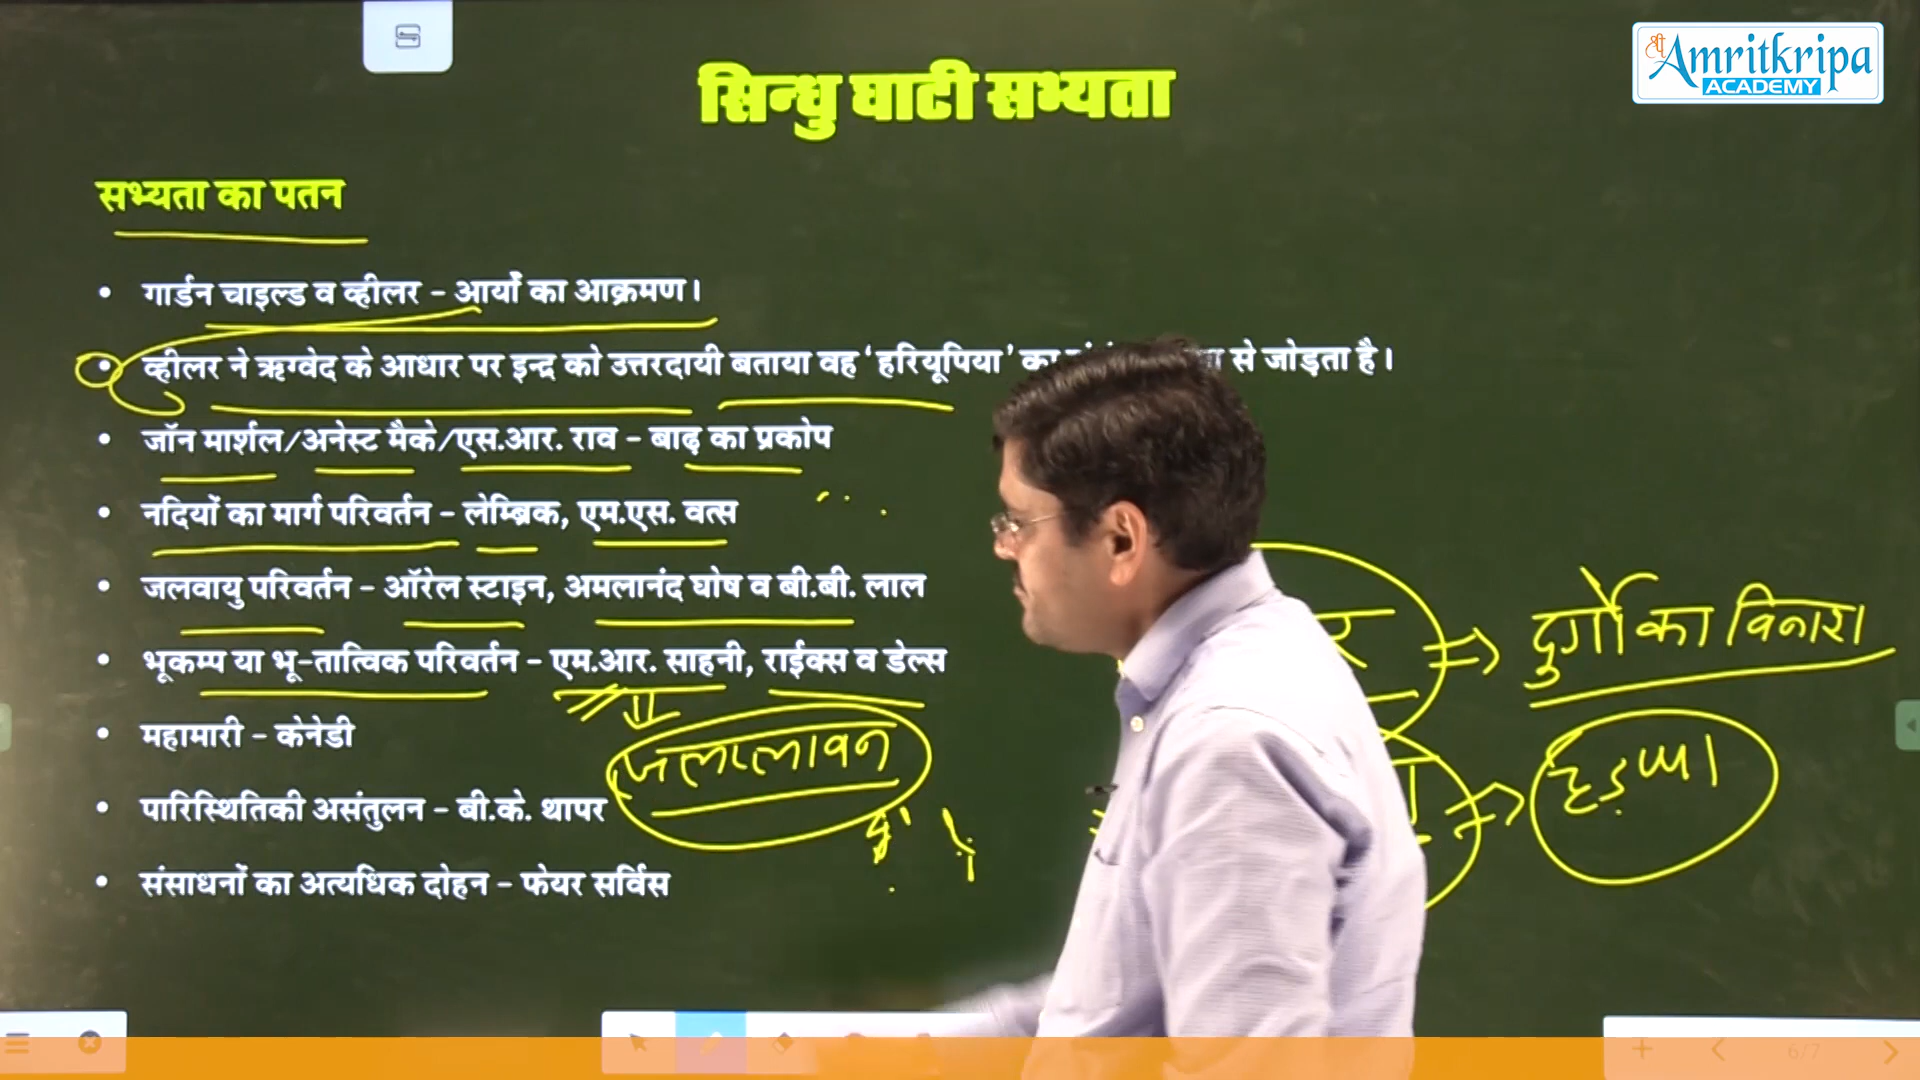 श्री Amritkripa
ACADEMY
सिन्धु घाटी सभ्यता
सभ्यता का पतन
• गार्डन चाइल्ड व व्हीलर – आर्यों का आक्रमण।
• व्हीलर ने ऋग्वेद के आधार पर इन्द्र को उत्तरदायी बताया वह ‘हरियूपिया’ का से जोड़ता है।
• जॉन मार्शल/अनेस्ट मैके/एस.आर. राव – बाढ़ का प्रकोप
• नदियों का मार्ग परिवर्तन – लेम्ब्रिक, एम.एस. वत्स
• जलवायु परिवर्तन – ऑरेल स्टाइन, अमलानंद घोष व बी.बी. लाल
• भूकम्प या भू-तात्विक परिवर्तन – एम.आर. साहनी, राईक्स व डेल्स
दुर्गों का विनाश
• महामारी – केनेडी
जलप्लावन
हड़प्पा
• पारिस्थितिकी असंतुलन – बी.के. थापर
• संसाधनों का अत्यधिक दोहन – फेयर सर्विस
6/7